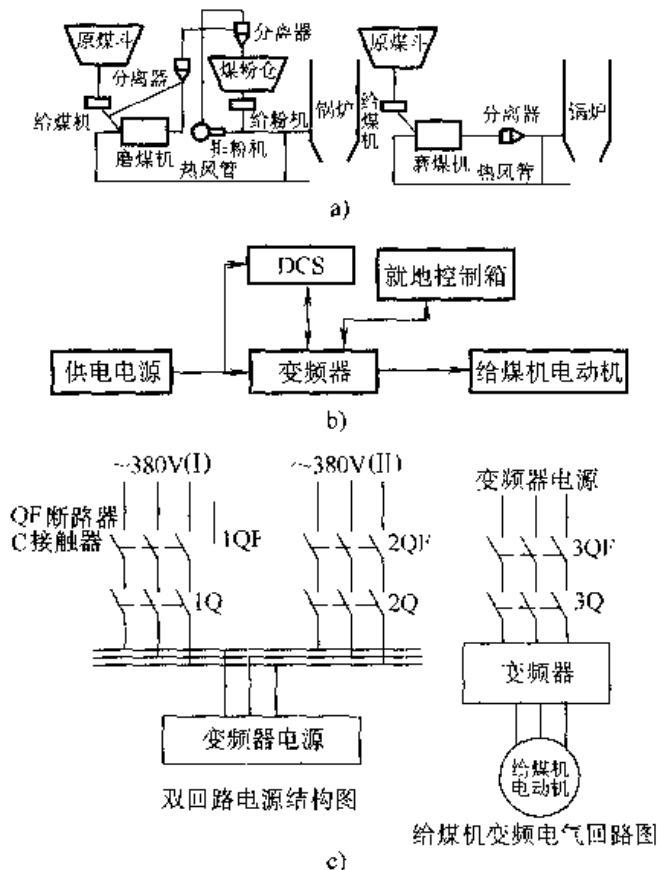 原煤斗
分离器
分离器
煤粉仓
给煤机
磨煤机
排粉机
给粉机
锅炉
热风管
原煤斗
给煤机
磨煤机
分离器
锅炉
热风管
a)
DCS
就地控制箱
供电电源
变频器
给煤机电动机
b)
~380V(I)
~380V(II)
变频器电源
QF断路器
C接触器
1QF
2QF
3QF
1Q
2Q
3Q
变频器
变频器电源
给煤机
电动机
双回路电源结构图
给煤机变频电气回路图
c)